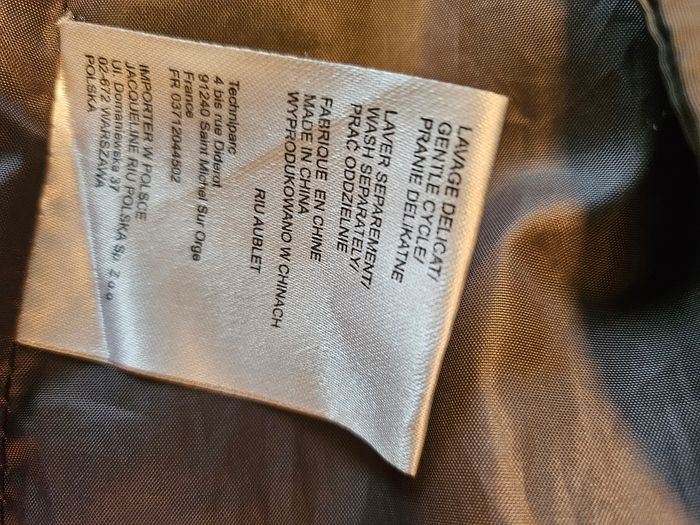 LAVAGE DELICAT/
GENTLE CYCLE/
PRANIE DELIKATNE
LAVER SEPAREMENT/
WASH SEPARATELY/
PRAĆ ODDZIELNIE
FABRIQUE EN CHINE
MADE IN CHINA
WYPRODUKOWANO W CHINACH
RIU AUBLET
Techniparc
4 bis rue Diderot
91240 Saint Michel Sur Orge
France
FR 03712044602
IMPORTER W POLSCE
JACQUELINE RIU POLSKA Sp. Z o.o
Ul. Domaniewska 37
02-672 WARSZAWA
POLSKA